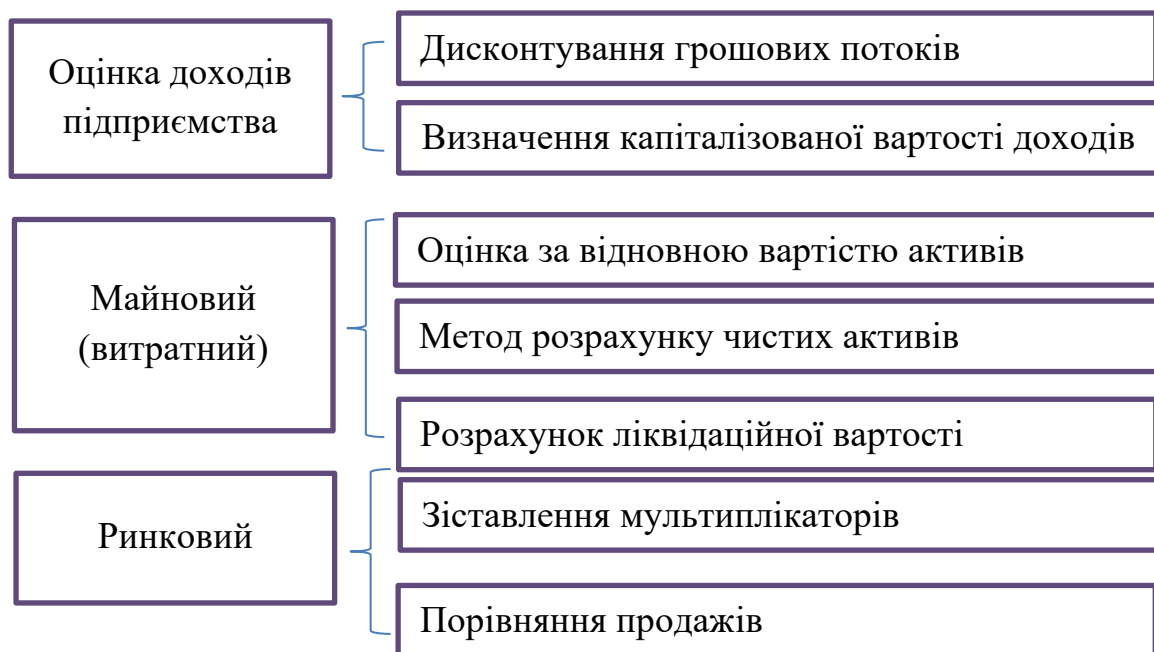 Оцінка доходів
підприємства
Дисконтування грошових потоків
Визначення капіталізованої вартості доходів
Майновий
(витратний)
Оцінка за відновною вартістю активів
Метод розрахунку чистих активів
Розрахунок ліквідаційної вартості
Ринковий
Зіставлення мультиплікаторів
Порівняння продажів